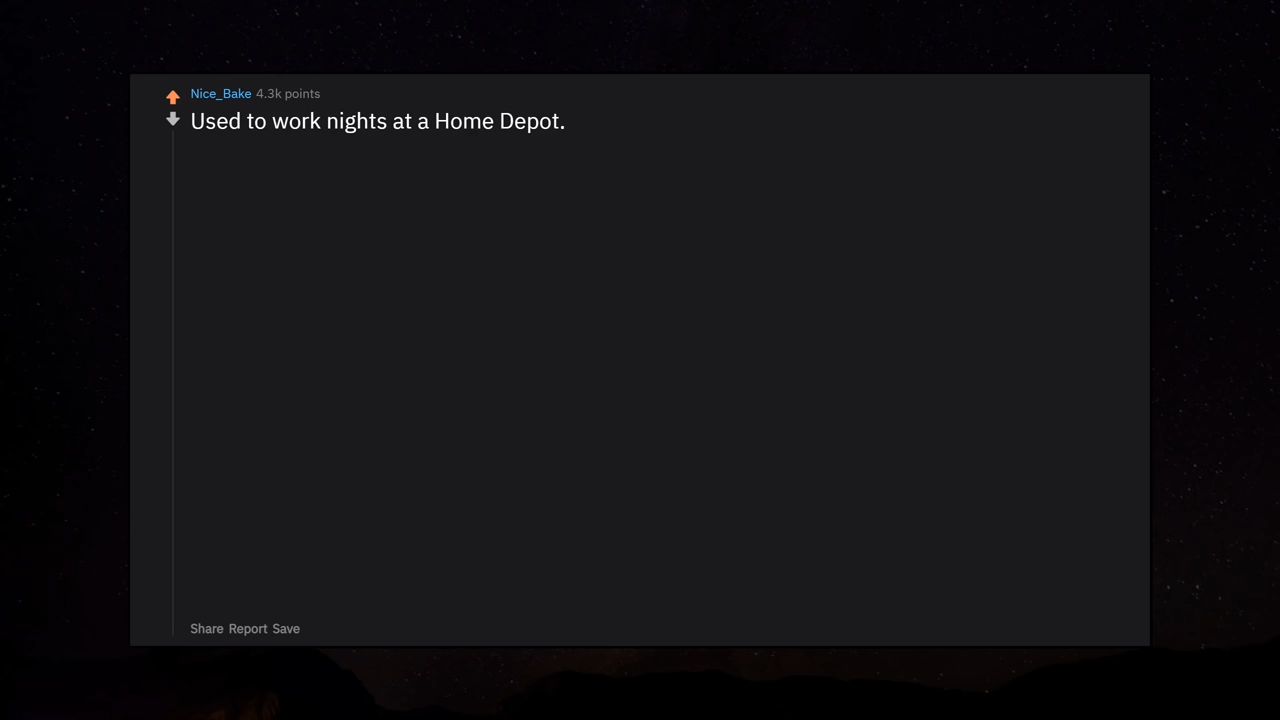 Nice_Bake 4.3k points
Used to work nights at a Home Depot.
Share Report Save